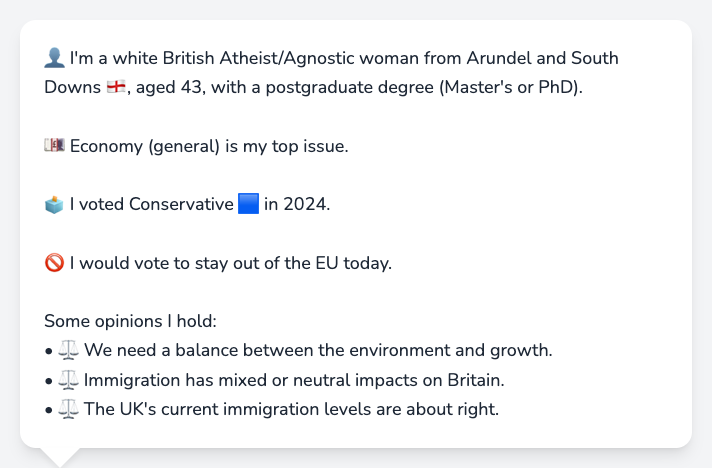 👤 I'm a white British Atheist/Agnostic woman from Arundel and South
Downs 🏴󠁧󠁢󠁥󠁮󠁧󠁿, aged 43, with a postgraduate degree (Master's or PhD).
💷 Economy (general) is my top issue.
🗳️ I voted Conservative 🟦 in 2024.
🚫 I would vote to stay out of the EU today.
Some opinions I hold:
• ⚖️ We need a balance between the environment and growth.
• ⚖️ Immigration has mixed or neutral impacts on Britain.
• ⚖️ The UK's current immigration levels are about right.